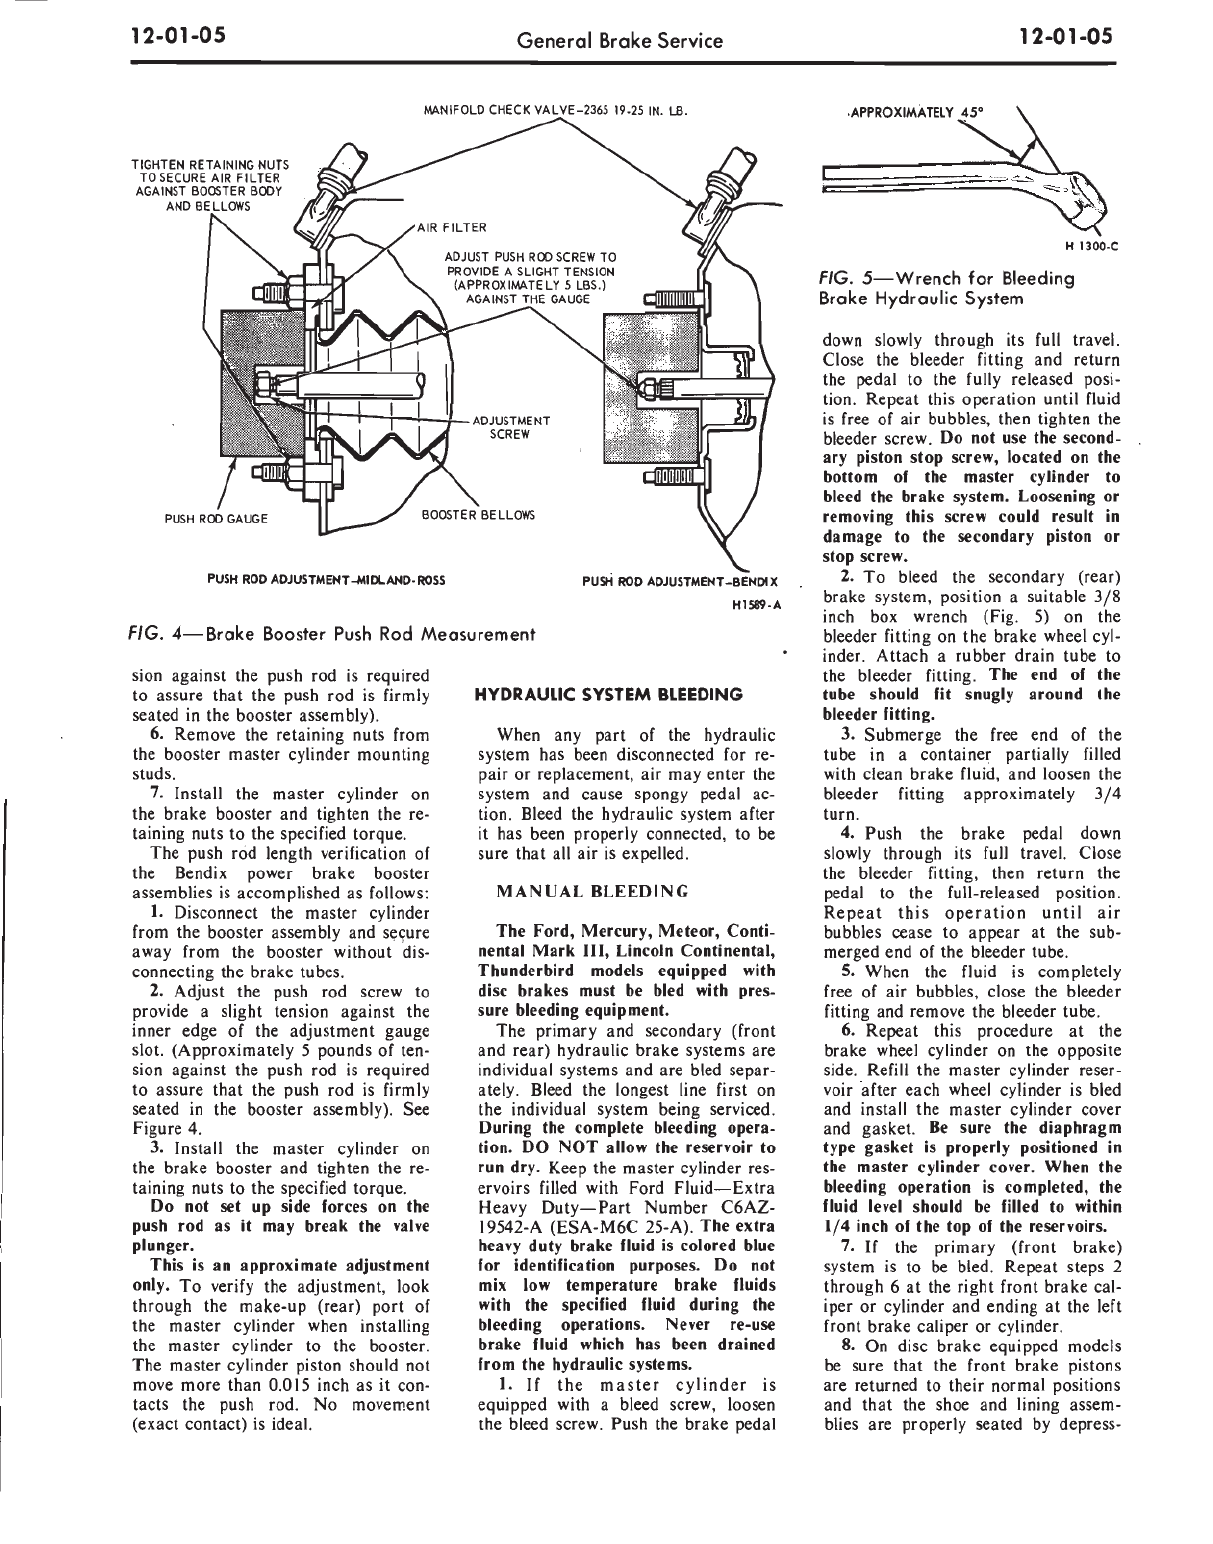 12-01-05
General Brake Service
12-01-05
MANIFOLD CHECK VALVE-2365 19-25 IN. LB.
TIGHTEN RETAINING NUTS
TO SECURE AIR FILTER
AGAINST BOOSTER BODY
AND BELLOWS
AIR FILTER
ADJUST PUSH ROD SCREW TO
PROVIDE A SLIGHT TENSION
(APPROXIMATELY 5 LBS.)
AGAINST THE GAUGE
ADJUSTMENT
SCREW
PUSH ROD GAUGE
BOOSTER BELLOWS
PUSH ROD ADJUSTMENT-MIDLAND-ROSS
PUSH ROD ADJUSTMENT-BENDIX
H1589-A
FIG. 4—Brake Booster Push Rod Measurement
sion against the push rod is required
to assure that the push rod is firmly
seated in the booster assembly).
6. Remove the retaining nuts from
the booster master cylinder mounting
studs.
7. Install the master cylinder on
the brake booster and tighten the re-
taining nuts to the specified torque.
The push rod length verification of
the Bendix power brake booster
assemblies is accomplished as follows:
1. Disconnect the master cylinder
from the booster assembly and secure
away from the booster without dis-
connecting the brake tubes.
2. Adjust the push rod screw to
provide a slight tension against the
inner edge of the adjustment gauge
slot. (Approximately 5 pounds of ten-
sion against the push rod is required
to assure that the push rod is firmly
seated in the booster assembly). See
Figure 4.
3. Install the master cylinder on
the brake booster and tighten the re-
taining nuts to the specified torque.
Do not set up side forces on the
push rod as it may break the valve
plunger.
This is an approximate adjustment
only. To verify the adjustment, look
through the make-up (rear) port of
the master cylinder when installing
the master cylinder to the booster.
The master cylinder piston should not
move more than 0.015 inch as it con-
tacts the push rod. No movement
(exact contact) is ideal.
HYDRAULIC SYSTEM BLEEDING
When any part of the hydraulic
system has been disconnected for re-
pair or replacement, air may enter the
system and cause spongy pedal ac-
tion. Bleed the hydraulic system after
it has been properly connected, to be
sure that all air is expelled.
MANUAL BLEEDING
The Ford, Mercury, Meteor, Conti-
nental Mark III, Lincoln Continental,
Thunderbird models equipped with
disc brakes must be bled with pres-
sure bleeding equipment.
The primary and secondary (front
and rear) hydraulic brake systems are
individual systems and are bled separ-
ately. Bleed the longest line first on
the individual system being serviced.
During the complete bleeding opera-
tion. DO NOT allow the reservoir to
run dry. Keep the master cylinder res-
ervoirs filled with Ford Fluid—Extra
Heavy Duty—Part Number C6AZ-
19542-A (ESA-M6C 25-A). The extra
heavy duty brake fluid is colored blue
for identification purposes. Do not
mix low temperature brake fluids
with the specified fluid during the
bleeding operations. Never re-use
brake fluid which has been drained
from the hydraulic systems.
1. If the master cylinder is
equipped with a bleed screw, loosen
the bleed screw. Push the brake pedal
APPROXIMATELY 45°
H 1300-C
FIG. 5—Wrench for Bleeding
Brake Hydraulic System
down slowly through its full travel.
Close the bleeder fitting and return
the pedal to the fully released posi-
tion. Repeat this operation until fluid
is free of air bubbles, then tighten the
bleeder screw. Do not use the second-
ary piston stop screw, located on the
bottom of the master cylinder to
bleed the brake system. Loosening or
removing this screw could result in
damage to the secondary piston or
stop screw.
2. To bleed the secondary (rear)
brake system, position a suitable 3/8
inch box wrench (Fig. 5) on the
bleeder fitting on the brake wheel cyl-
inder. Attach a rubber drain tube to
the bleeder fitting. The end of the
tube should fit snugly around the
bleeder fitting.
3. Submerge the free end of the
tube in a container partially filled
with clean brake fluid, and loosen the
bleeder fitting approximately 3/4
turn.
4. Push the brake pedal down
slowly through its full travel. Close
the bleeder fitting, then return the
pedal to the full-released position.
Repeat this operation until air
bubbles cease to appear at the sub-
merged end of the bleeder tube.
5. When the fluid is completely
free of air bubbles, close the bleeder
fitting and remove the bleeder tube.
6. Repeat this procedure at the
brake wheel cylinder on the opposite
side. Refill the master cylinder reser-
voir after each wheel cylinder is bled
and install the master cylinder cover
and gasket. Be sure the diaphragm
type gasket is properly positioned in
the master cylinder cover. When the
bleeding operation is completed, the
fluid level should be filled to within
1/4 inch of the top of the reservoirs.
7. If the primary (front brake)
system is to be bled. Repeat steps 2
through 6 at the right front brake cal-
iper or cylinder and ending at the left
front brake caliper or cylinder.
8. On disc brake equipped models
be sure that the front brake pistons
are returned to their normal positions
and that the shoe and lining assem-
blies are properly seated by depress-